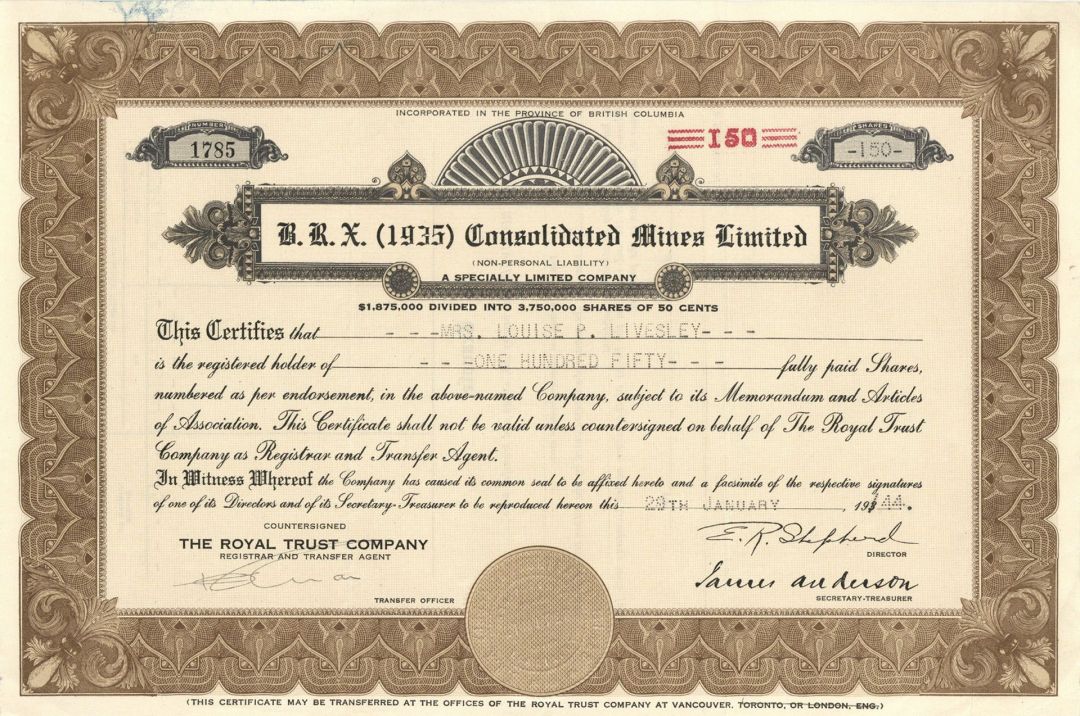 INCORPORATED IN THE PROVINCE OF BRITISH COLUMBIA
NUMBER
1785
150
SHARES
-150-
B. R. X. (1935) Consolidated Mines Limited
(NON-PERSONAL LIABILITY)
A SPECIALLY LIMITED COMPANY
$1,875,000 DIVIDED INTO 3,750,000 SHARES OF 50 CENTS
This Certifies that - - -MRS. LOUISE P. LIVESLEY- - -
is the registered holder of - - -ONE HUNDRED FIFTY- - - fully paid Shares,
numbered as per endorsement, in the above-named Company, subject to its Memorandum and Articles
of Association. This Certificate shall not be valid unless countersigned on behalf of The Royal Trust
Company as Registrar and Transfer Agent.
In Witness Whereof the Company has caused its common seal to be affixed hereto and a facsimile of the respective signatures
of one of its Directors and of its Secretary-Treasurer to be reproduced hereon this 29TH JANUARY, 1944.
COUNTERSIGNED
THE ROYAL TRUST COMPANY
REGISTRAR AND TRANSFER AGENT
TRANSFER OFFICER
E. R. Shepherd
DIRECTOR
James Anderson
SECRETARY-TREASURER
(THIS CERTIFICATE MAY BE TRANSFERRED AT THE OFFICES OF THE ROYAL TRUST COMPANY AT VANCOUVER, TORONTO, OR LONDON, ENG.)